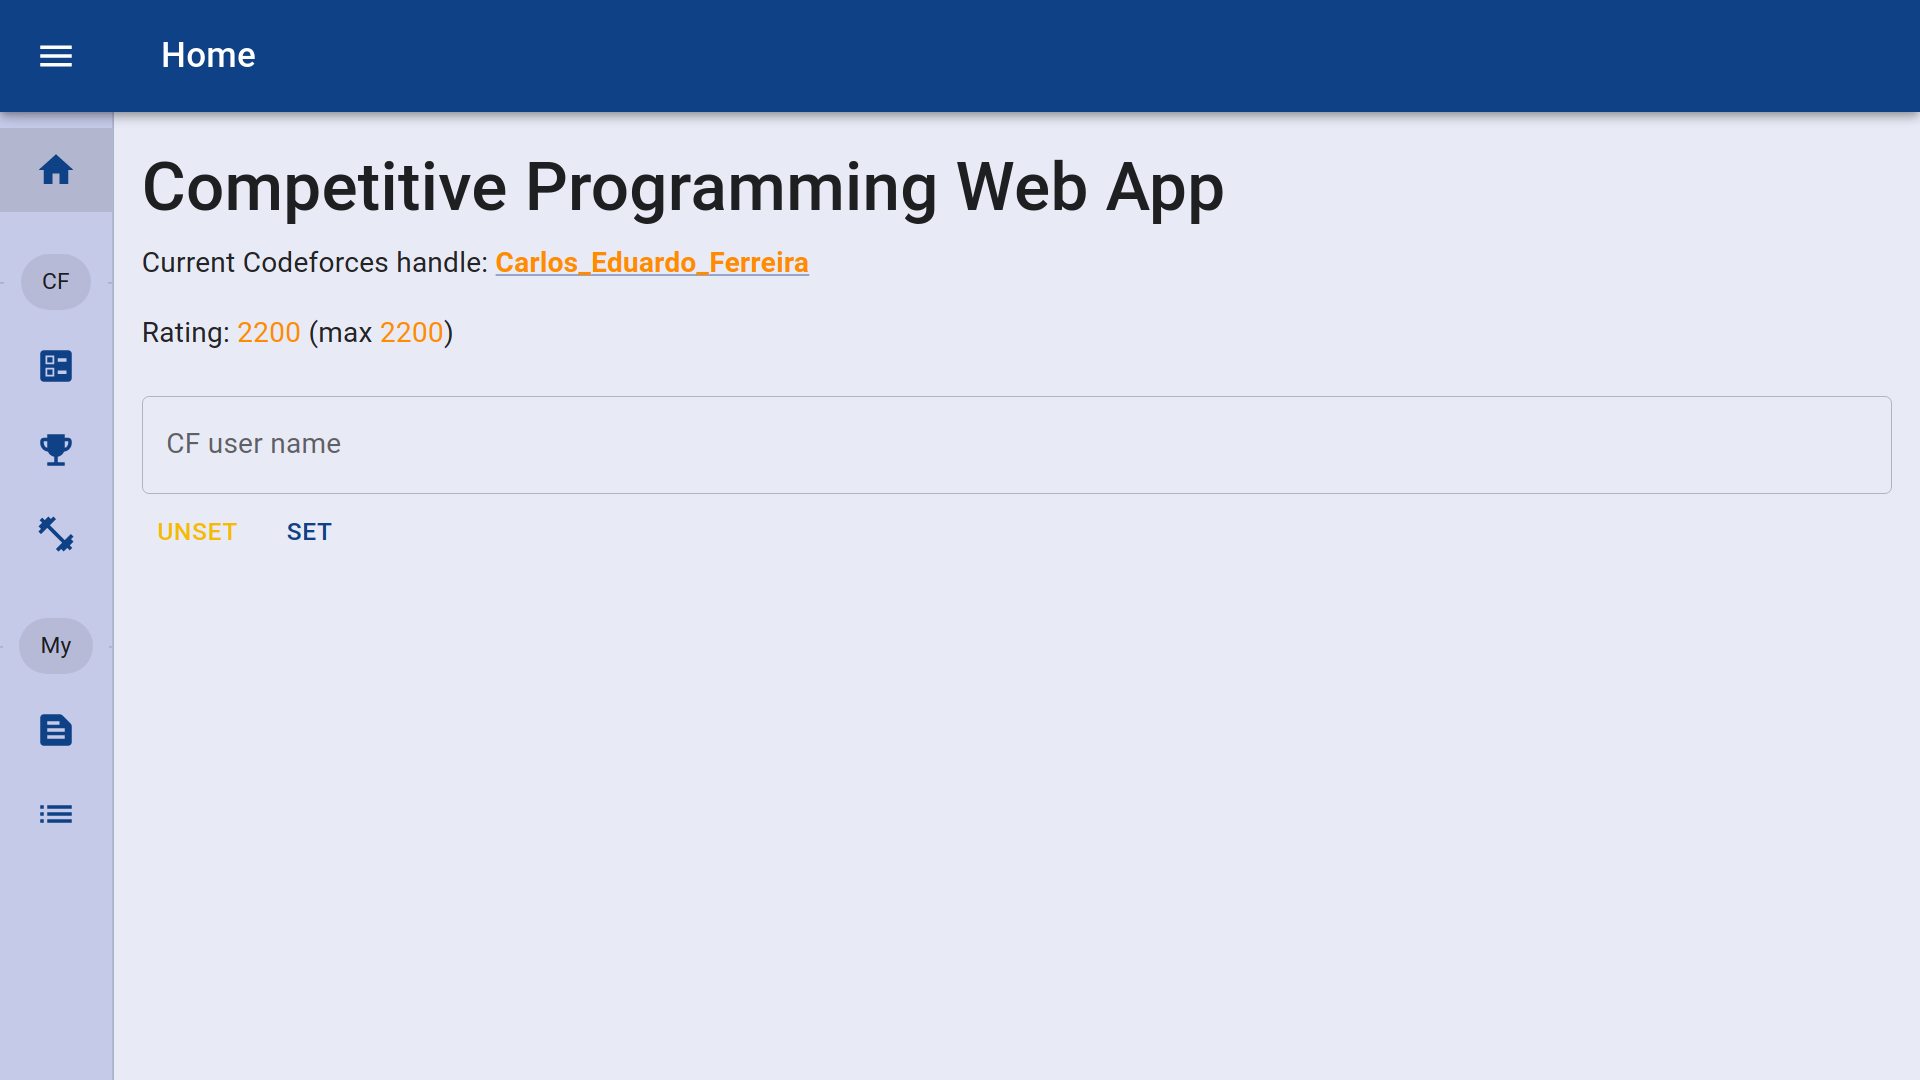 Home
Competitive Programming Web App
Current Codeforces handle: Carlos_Eduardo_Ferreira
CF
Rating: 2200 (max 2200)
CF user name
UNSET SET
My